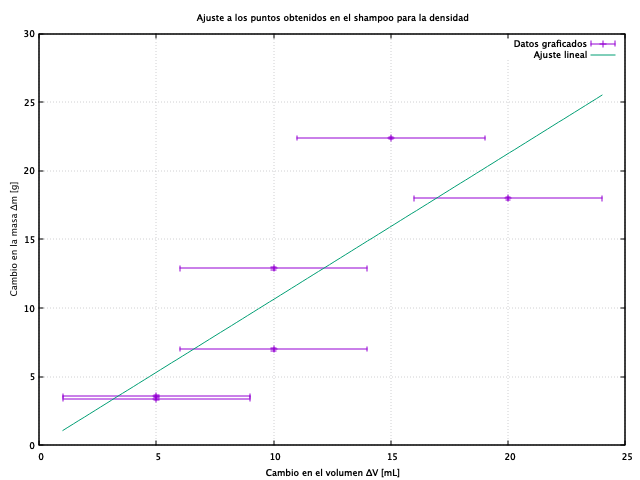 Ajuste a los puntos obtenidos en el shampoo para la densidad
30
25
20
15
10
5
0
Cambio en la masa Δm [g]
Datos graficados
Ajuste lineal
0 5 10 15 20 25
Cambio en el volumen ΔV [mL]